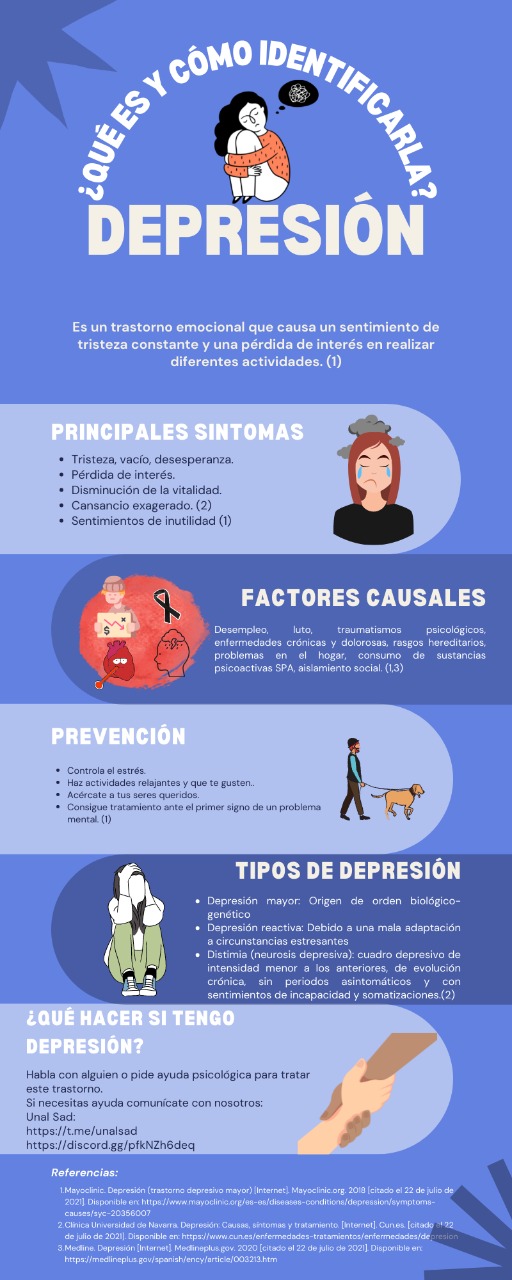 ¿QUÉ ES Y CÓMO IDENTIFICARLA?
DEPRESIÓN
Es un trastorno emocional que causa un sentimiento de
tristeza constante y una pérdida de interés en realizar
diferentes actividades. (1)
PRINCIPALES SINTOMAS
• Tristeza, vacío, desesperanza.
• Pérdida de interés.
• Disminución de la vitalidad.
• Cansancio exagerado. (2)
• Sentimientos de inutilidad (1)
FACTORES CAUSALES
Desempleo, luto, traumatismos psicológicos,
enfermedades crónicas y dolorosas, rasgos hereditarios,
problemas en el hogar, consumo de sustancias
psicoactivas SPA, aislamiento social. (1,3)
PREVENCIÓN
• Controla el estrés.
• Haz actividades relajantes y que te gusten..
• Acércate a tus seres queridos.
• Consigue tratamiento ante el primer signo de un problema
mental. (1)
TIPOS DE DEPRESIÓN
• Depresión mayor: Origen de orden biológico-
genético
• Depresión reactiva: Debido a una mala adaptación
a circunstancias estresantes
• Distimia (neurosis depresiva): cuadro depresivo de
intensidad menor a los anteriores, de evolución
crónica, sin periodos asintomáticos y con
sentimientos de incapacidad y somatizaciones.(2)
¿QUÉ HACER SI TENGO
DEPRESIÓN?
Habla con alguien o pide ayuda psicológica para tratar
este trastorno.
Si necesitas ayuda comunícate con nosotros:
Unal Sad:
https://t.me/unalsad
https://discord.gg/pfkNZh6deq
Referencias:
1. Mayoclinic. Depresión (trastorno depresivo mayor) [Internet]. Mayoclinic.org. 2018 [citado el 22 de julio de
2021]. Disponible en: https://www.mayoclinic.org/es-es/diseases-conditions/depression/symptoms-
causes/syc-20356007
2. Clínica Universidad de Navarra. Depresión: Causas, síntomas y tratamiento. [Internet]. Cun.es. [citado el 22
de julio de 2021]. Disponible en: https://www.cun.es/enfermedades-tratamientos/enfermedades/depresion
3. Medline. Depresión [Internet]. Medlineplus.gov. 2020 [citado el 22 de julio de 2021]. Disponible en:
https://medlineplus.gov/spanish/ency/article/003213.htm